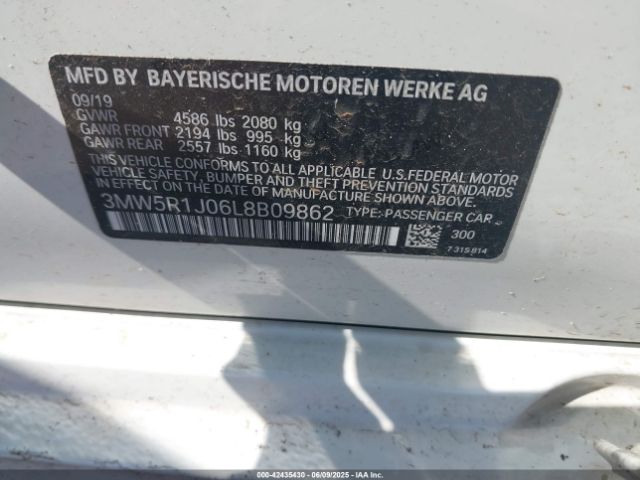 MFD BY BAYERISCHE MOTOREN WERKE AG
09/19
GVWR 4586 lbs 2080 kg
GAWR FRONT 2194 lbs 995 kg
GAWR REAR 2557 lbs 1160 kg
THIS VEHICLE CONFORMS TO ALL APPLICABLE U.S.FEDERAL MOTOR
VEHICLE SAFETY, BUMPER AND THEFT PREVENTION STANDARDS
IN EFFECT ON THE DATE OF MANUFACTURE SHOWN ABOVE.
3MW5R1J06L8B09862 TYPE: PASSENGER CAR
300
7 315 814
000-42435430 - 06/09/2025 - IAA Inc.